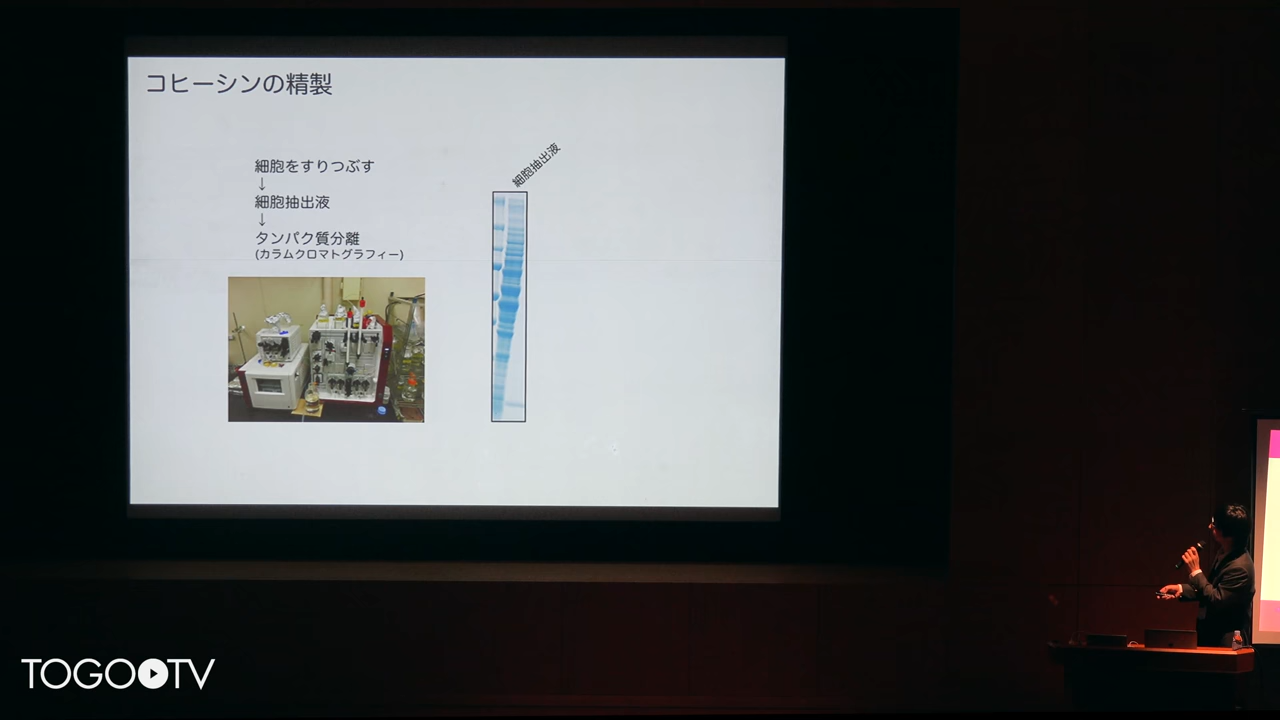 コヒーシンの精製
細胞をすりつぶす
↓
細胞抽出液
↓
タンパク質分離
(カラムクロマトグラフィー)
細胞抽出液
TOGOTV